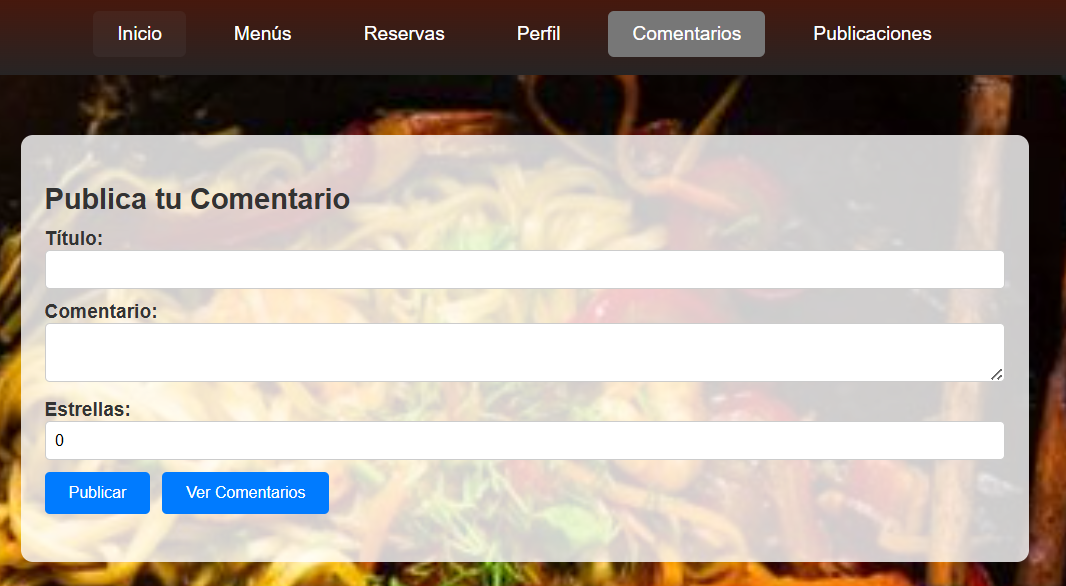 Inicio Menús Reservas Perfil Comentarios Publicaciones
Publica tu Comentario
Título:
Comentario:
Estrellas:
0
Publicar Ver Comentarios